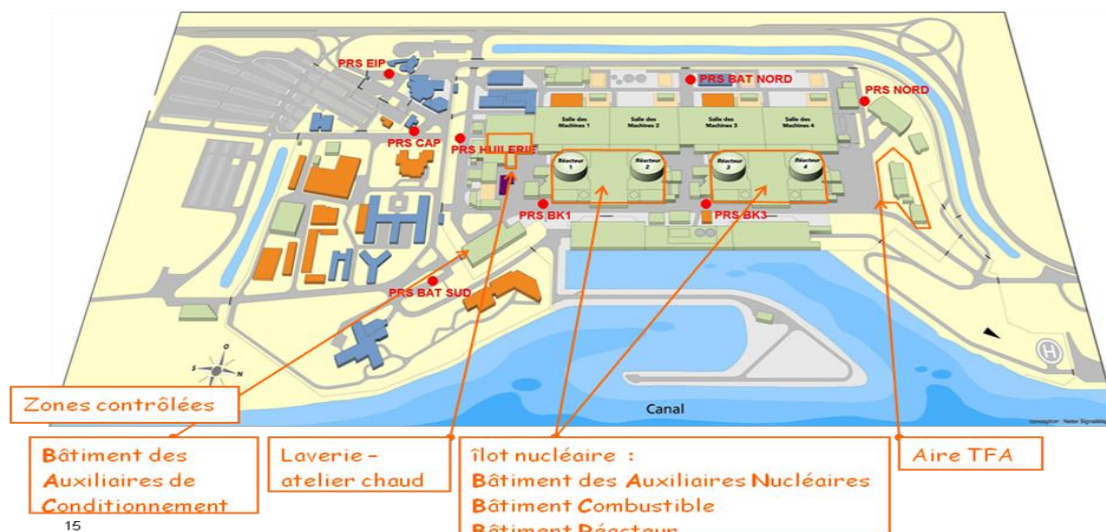 PRS EIP
PRS BAT NORD
PRS NORD
PRS CAP
PRS HUILERIE
Salle des
Machines 1
Salle des
Machines 2
Salle des
Machines 3
Salle des
Machines 4
Réacteur
1
Réacteur
2
Réacteur
3
Réacteur
4
PRS BK1
PRS BK3
PRS BAT SUD
O
S
N
E
H
Canal
Zones contrôlées
Bâtiment des
Auxiliaires de
Conditionnement
Laverie –
atelier chaud
îlot nucléaire :
Bâtiment des Auxiliaires Nucléaires
Bâtiment Combustible
Bâtiment Réacteur
Aire TFA
15